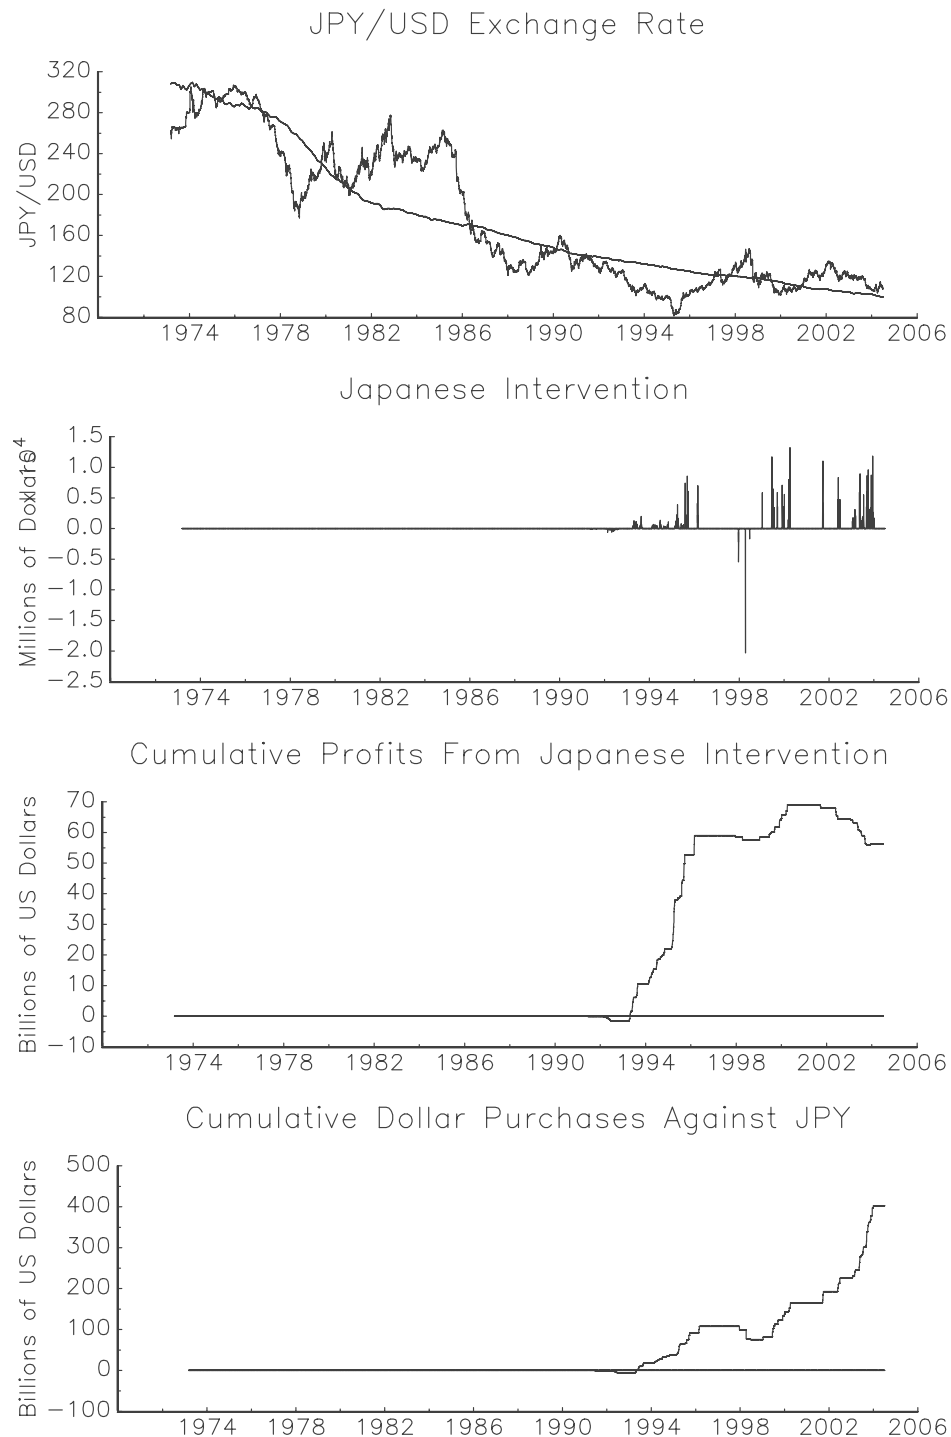 JPY/USD Exchange Rate
JPY/USD
320
280
240
200
160
120
80
1974 1978 1982 1986 1990 1994 1998 2002 2006
Japanese Intervention
Millions of Dollars
1.5
1.0
0.5
0.0
−0.5
−1.0
−1.5
−2.0
−2.5
1974 1978 1982 1986 1990 1994 1998 2002 2006
Cumulative Profits From Japanese Intervention
Billions of US Dollars
70
60
50
40
30
20
10
0
−10
1974 1978 1982 1986 1990 1994 1998 2002 2006
Cumulative Dollar Purchases Against JPY
Billions of US Dollars
500
400
300
200
100
0
−100
1974 1978 1982 1986 1990 1994 1998 2002 2006